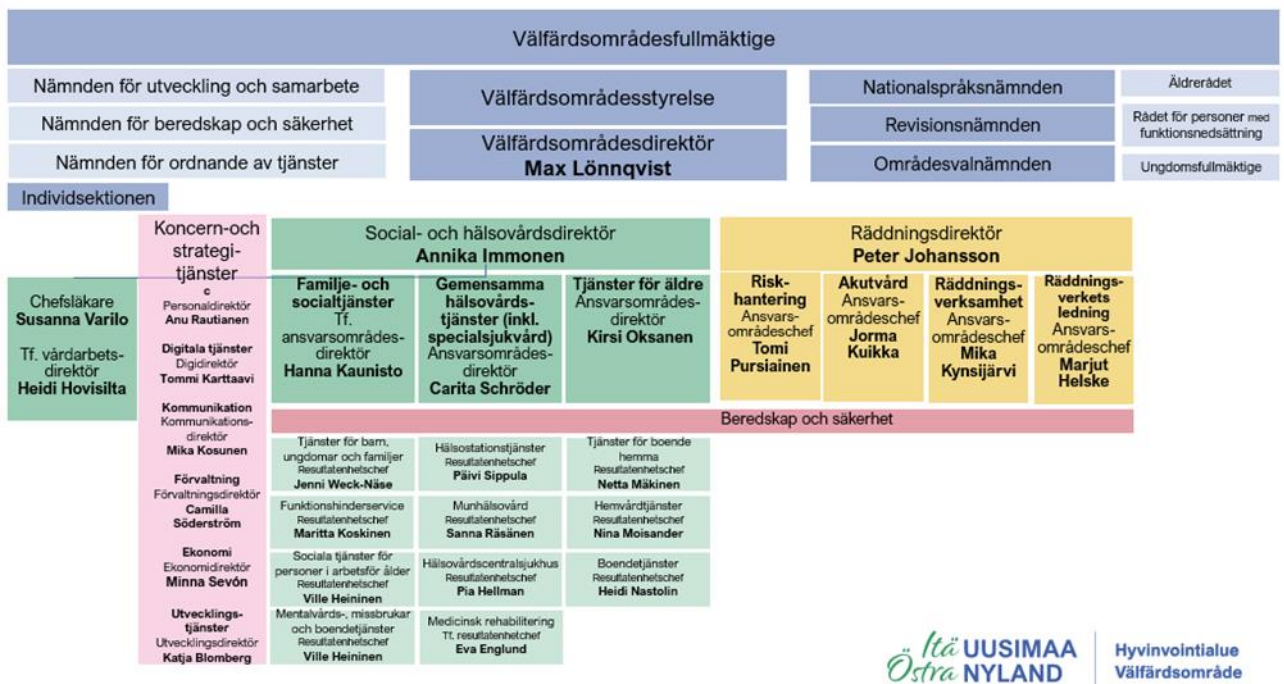 Välfärdsområdesfullmäktige
Nämnden för utveckling och samarbete
Nämnden för beredskap och säkerhet
Nämnden för ordnande av tjänster
Individsektionen
Välfärdsområdesstyrelse
Välfärdsområdesdirektör
Max Lönnqvist
Nationalspråksnämnden
Revisionsnämnden
Områdesvalnämnden
Äldrerådet
Rådet för personer med
funktionsnedsättning
Ungdomsfullmäktige
Chefsläkare
Susanna Varilo
Tf. vårdarbets-
direktör
Heidi Hovisilta
Koncern-och
strategi-
tjänster
c
Personaldirektör
Anu Rautianen
Digitala tjänster
Digidirektör
Tommi Karttaavi
Kommunikation
Kommunikations-
direktör
Mika Kosunen
Förvaltning
Förvaltningsdirektör
Camilla
Söderström
Ekonomi
Ekonomidirektör
Minna Sevón
Utvecklings-
tjänster
Utvecklingsdirektör
Katja Blomberg
Social- och hälsovårdsdirektör
Annika Immonen
Familje- och
socialtjänster
Tf.
ansvarsområdes-
direktör
Hanna Kaunisto
Gemensamma
hälsovårds-
tjänster (inkl.
specialsjukvård)
Ansvarsområdes-
direktör
Carita Schröder
Tjänster för äldre
Ansvarsområdes-
direktör
Kirsi Oksanen
Räddningsdirektör
Peter Johansson
Risk-
hantering
Ansvars-
områdeschef
Tomi
Pursiainen
Akutvård
Ansvars-
områdeschef
Jorma
Kuikka
Räddnings-
verksamhet
Ansvars-
områdeschef
Mika
Kynsijärvi
Räddnings-
verkets
ledning
Ansvars-
områdeschef
Marjut
Helske
Beredskap och säkerhet
Tjänster för barn,
ungdomar och familjer
Resultatenhetschef
Jenni Weck-Näse
Funktionshinderservice
Resultatenhetschef
Maritta Koskinen
Sociala tjänster för
personer i arbetsför ålder
Resultatenhetschef
Ville Heininen
Mentalvårds-, missbrukar
och boendetjänster
Resultatenhetschef
Ville Heininen
Hälsostationstjänster
Resultatenhetschef
Päivi Sippula
Munhälsovård
Resultatenhetschef
Sanna Räsänen
Hälsovårdscentralsjukhus
Resultatenhetschef
Pia Hellman
Medicinsk rehabilitering
Tf. resultatenhetchef
Eva Englund
Tjänster för boende
hemma
Resultatenhetschef
Netta Mäkinen
Hemvårdtjänster
Resultatenhetschef
Nina Moisander
Boendetjänster
Resultatenhetschef
Heidi Nastolin
Itä UUSIMAA
Östra NYLAND
Hyvinvointialue
Välfärdsområde